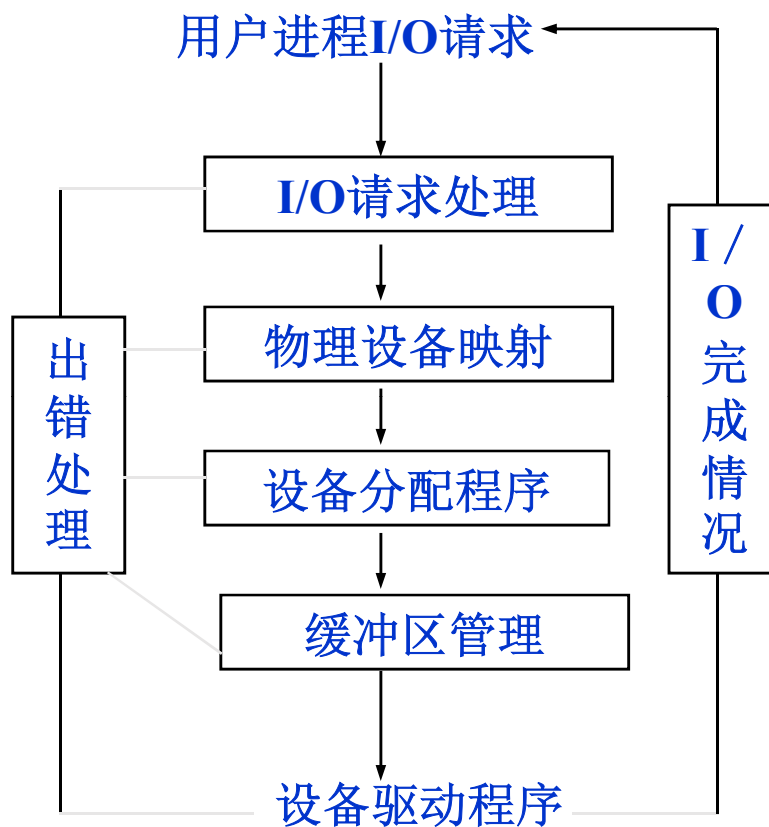 用户进程I/O请求
I/O请求处理
物理设备映射
设备分配程序
缓冲区管理
设备驱动程序
出
错
处
理
I /
O
完
成
情
况